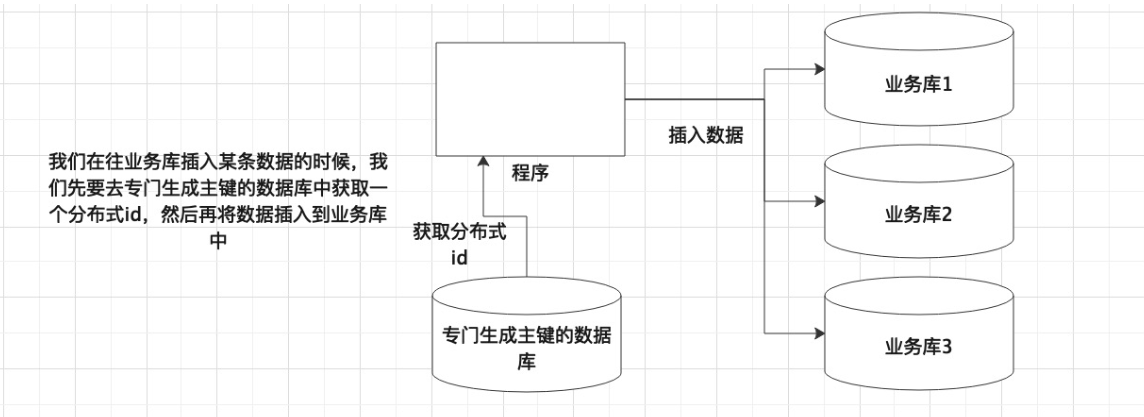 我们在往业务库插入某条数据的时候，我
们先要去专门生成主键的数据库中获取一
个分布式id，然后再将数据插入到业务库
中
程序
获取分布式
id
专门生成主键的数据
库
插入数据
业务库1
业务库2
业务库3